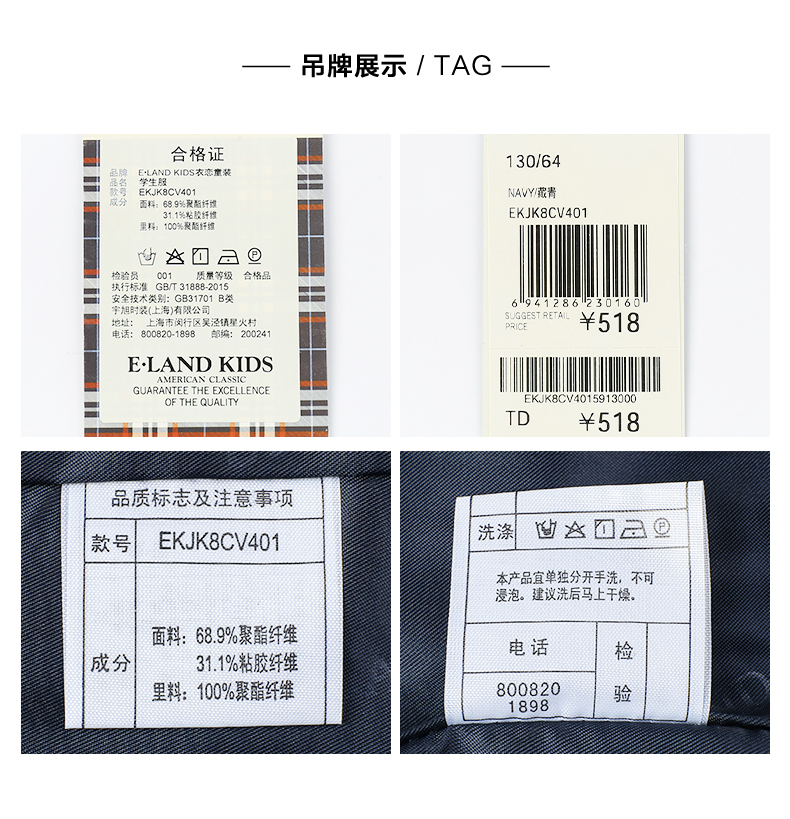 吊牌展示 / TAG
合格证
品牌 E·LAND KIDS衣恋童装
品名 学生服
款号 EKJK8CV401
成分 面料: 68.9%聚酯纤维
31.1%粘胶纤维
里料: 100%聚酯纤维
检验员 001 质量等级 合格品
执行标准 GB/T 31888-2015
安全技术类别: GB31701 B类
宇旭时装(上海)有限公司
地址: 上海市闵行区吴泾镇星火村
电话: 800820-1898 邮编: 200241
E·LAND KIDS
AMERICAN CLASSIC
GUARANTEE THE EXCELLENCE
OF THE QUALITY
130/64
NAVY/藏青
EKJK8CV401
6 941286 230160
SUGGEST RETAIL
PRICE ¥518
EKJK8CV4015913000
TD ¥518
品质标志及注意事项
款号 EKJK8CV401
成分
面料: 68.9%聚酯纤维
31.1%粘胶纤维
里料: 100%聚酯纤维
洗涤
本产品宜单独分开手洗，不可
浸泡。建议洗后马上干燥。
电话 检验
800820
1898